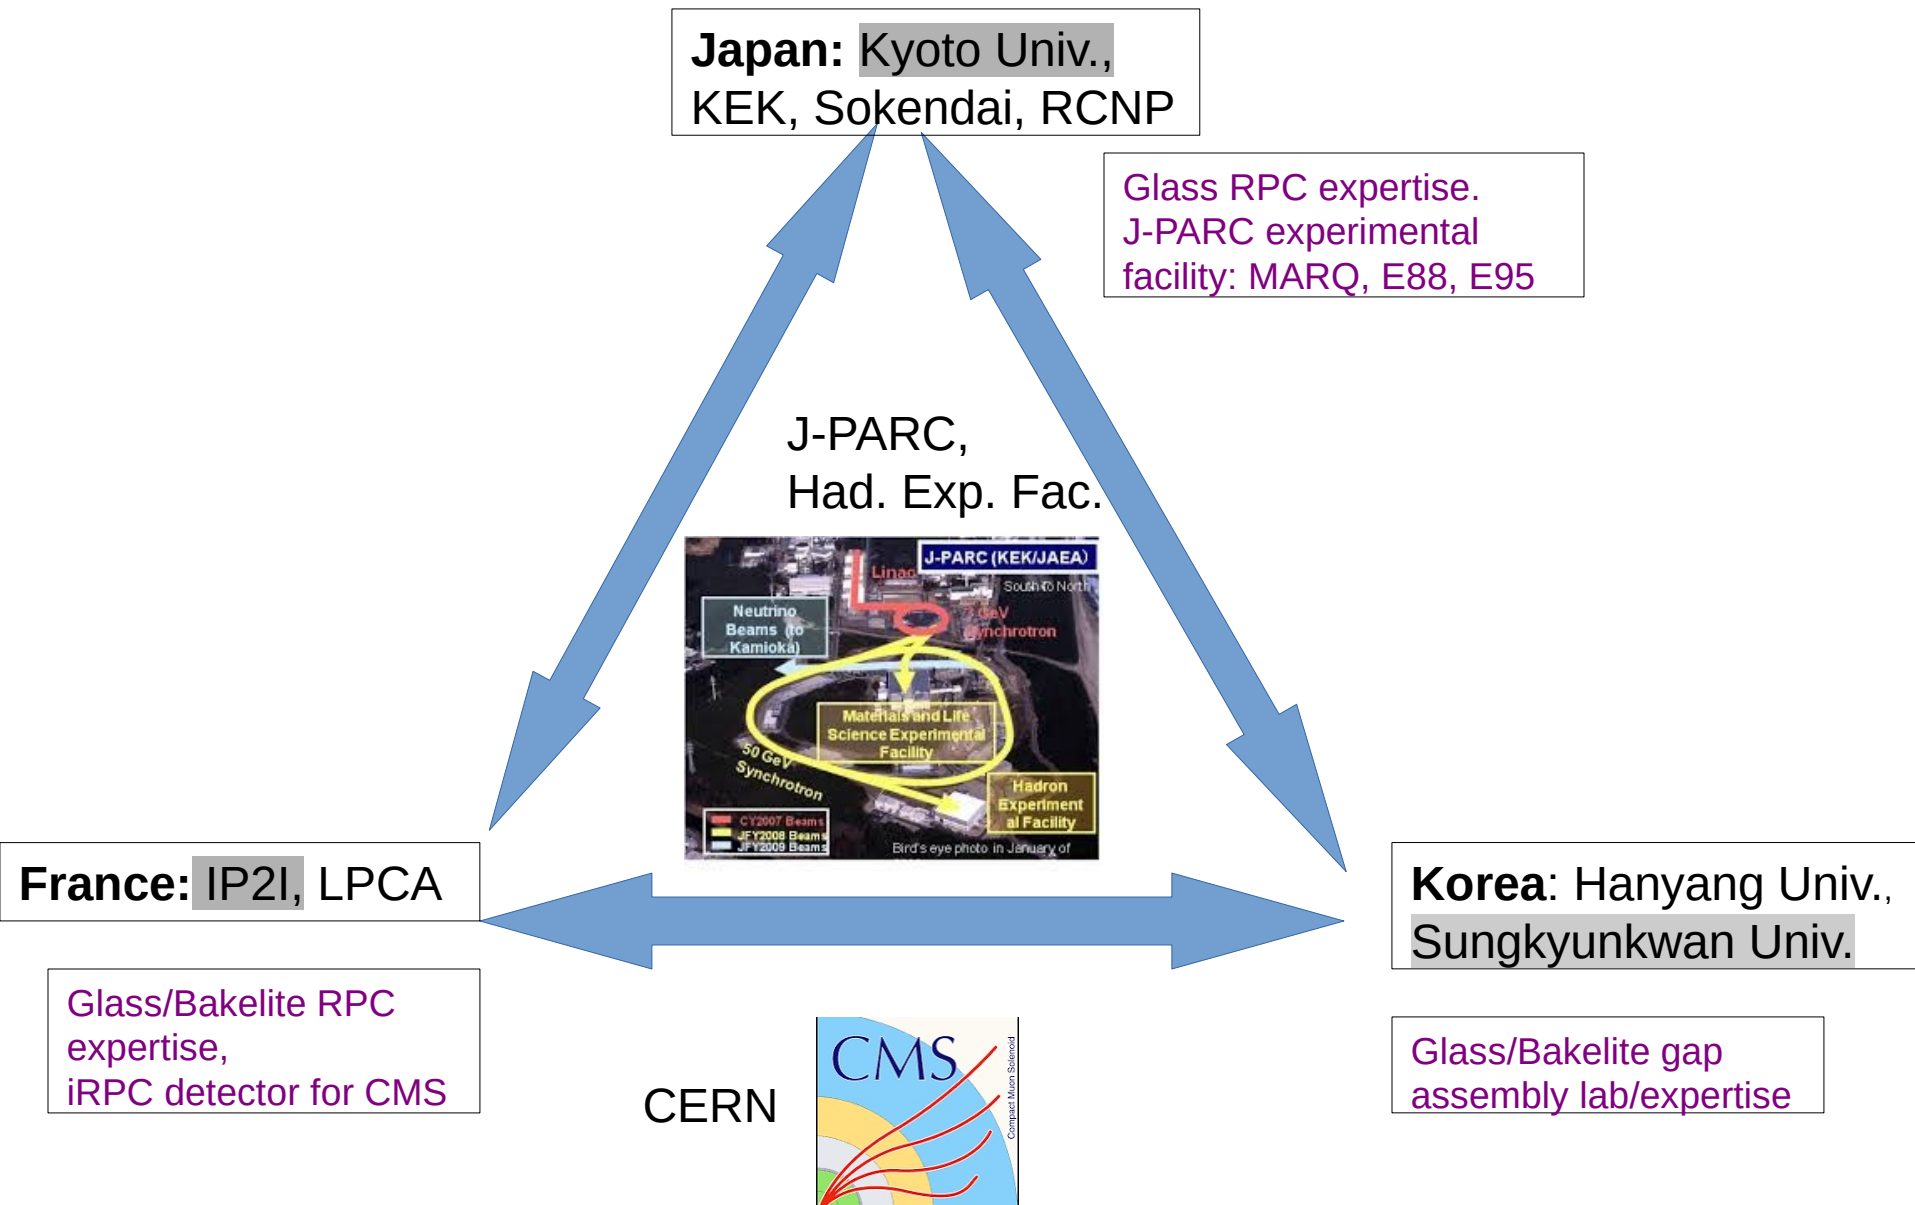 Japan: Kyoto Univ.,
KEK, Sokendai, RCNP
Glass RPC expertise.
J-PARC experimental
facility: MARQ, E88, E95
J-PARC,
Had. Exp. Fac.
J-PARC (KEK/JAEA)
Linac
South to North
Neutrino
Beams (to
Kamioka)
GeV
Synchrotron
Materials and Life
Science Experimental
Facility
50 GeV
Synchrotron
Hadron
Experiment
al Facility
CY2007 Beams
JFY2008 Beams
JFY2009 Beams
Bird's eye photo in January of
France: IP2I, LPCA
Korea: Hanyang Univ.,
Sungkyunkwan Univ.
Glass/Bakelite RPC
expertise,
iRPC detector for CMS
CERN
CMS
Compact Muon Solenoid
Glass/Bakelite gap
assembly lab/expertise